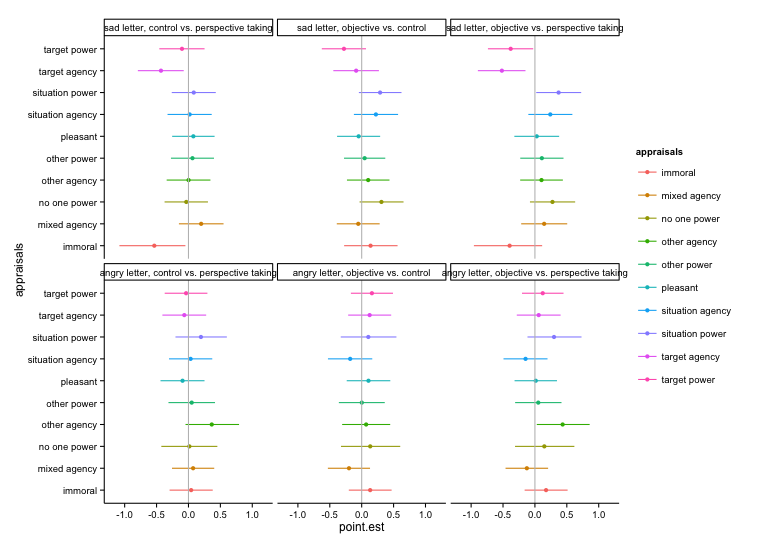 sad letter, control vs. perspective taking
sad letter, objective vs. control
sad letter, objective vs. perspective taking
target power
target agency
situation power
situation agency
pleasant
other power
other agency
no one power
mixed agency
immoral
appraisals
angry letter, control vs. perspective taking
angry letter, objective vs. control
angry letter, objective vs. perspective taking
target power
target agency
situation power
situation agency
pleasant
other power
other agency
no one power
mixed agency
immoral
-1.0 -0.5 0.0 0.5 1.0
-1.0 -0.5 0.0 0.5 1.0
-1.0 -0.5 0.0 0.5 1.0
point.est
appraisals
immoral
mixed agency
no one power
other agency
other power
pleasant
situation agency
situation power
target agency
target power